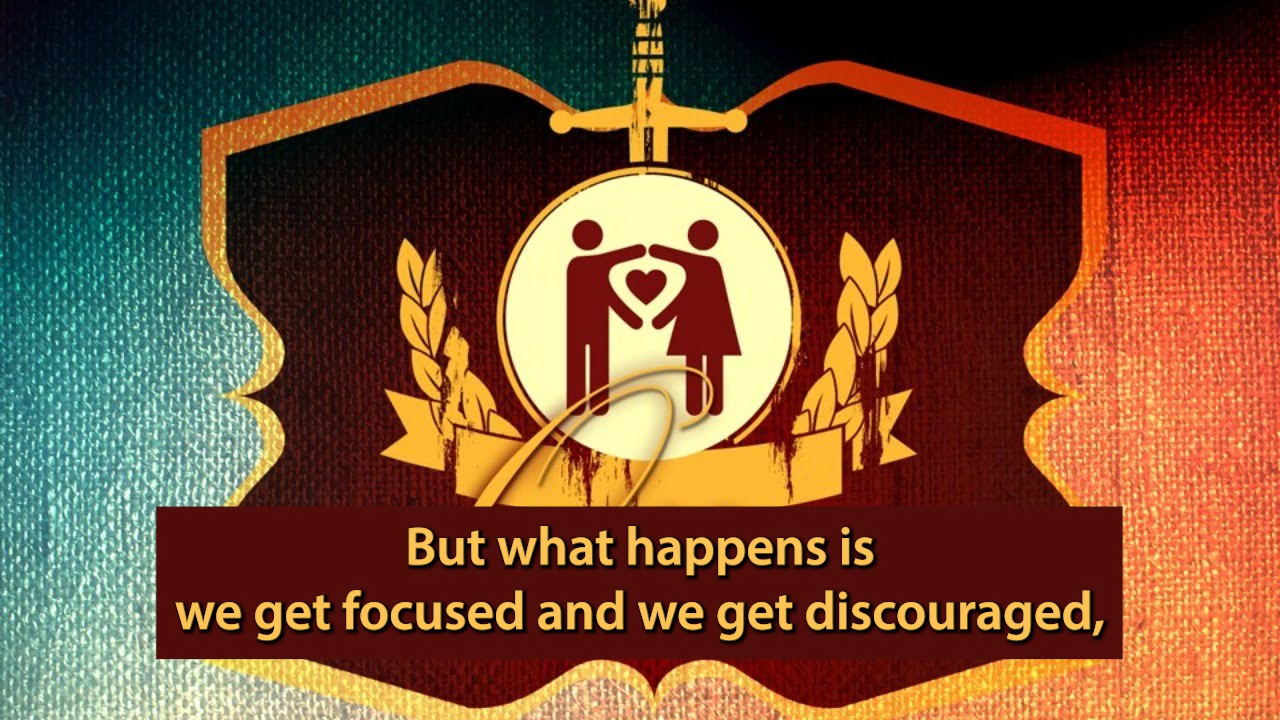 But what happens is
we get focused and we get discouraged,